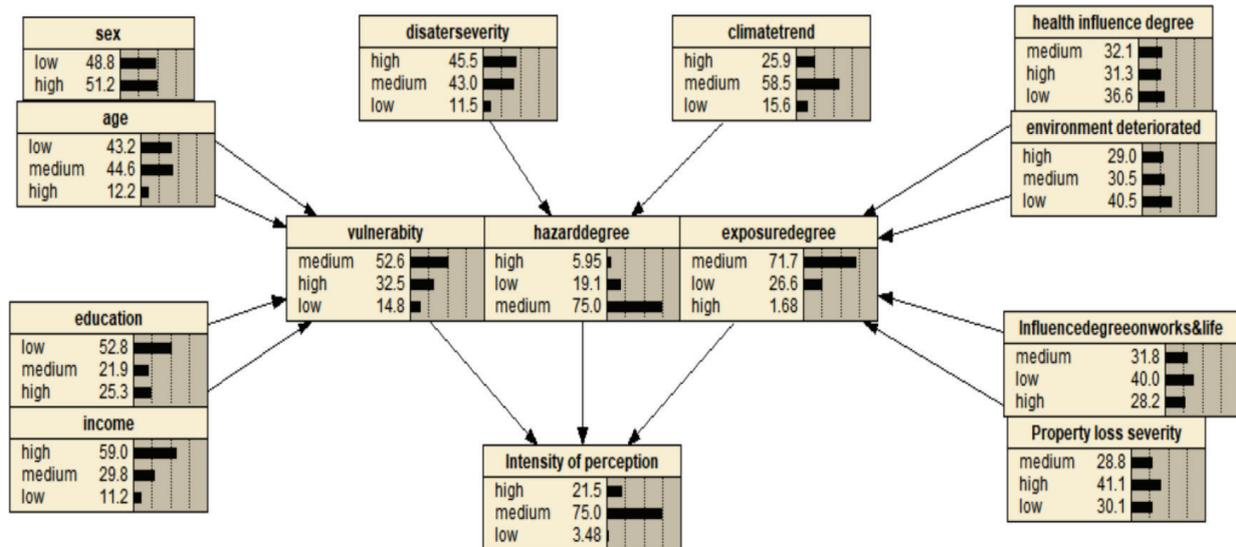 sex
low 48.8
high 51.2
age
low 43.2
medium 44.6
high 12.2
disaterseverity
high 45.5
medium 43.0
low 11.5
climatetrend
high 25.9
medium 58.5
low 15.6
health influence degree
medium 32.1
high 31.3
low 36.6
environment deteriorated
high 29.0
medium 30.5
low 40.5
vulnerabity
medium 52.6
high 32.5
low 14.8
hazarddegree
high 5.95
low 19.1
medium 75.0
exposuredegree
medium 71.7
low 26.6
high 1.68
education
low 52.8
medium 21.9
high 25.3
income
high 59.0
medium 29.8
low 11.2
Intensity of perception
high 21.5
medium 75.0
low 3.48
Influencedegreeonworks&life
medium 31.8
low 40.0
high 28.2
Property loss severity
medium 28.8
high 41.1
low 30.1